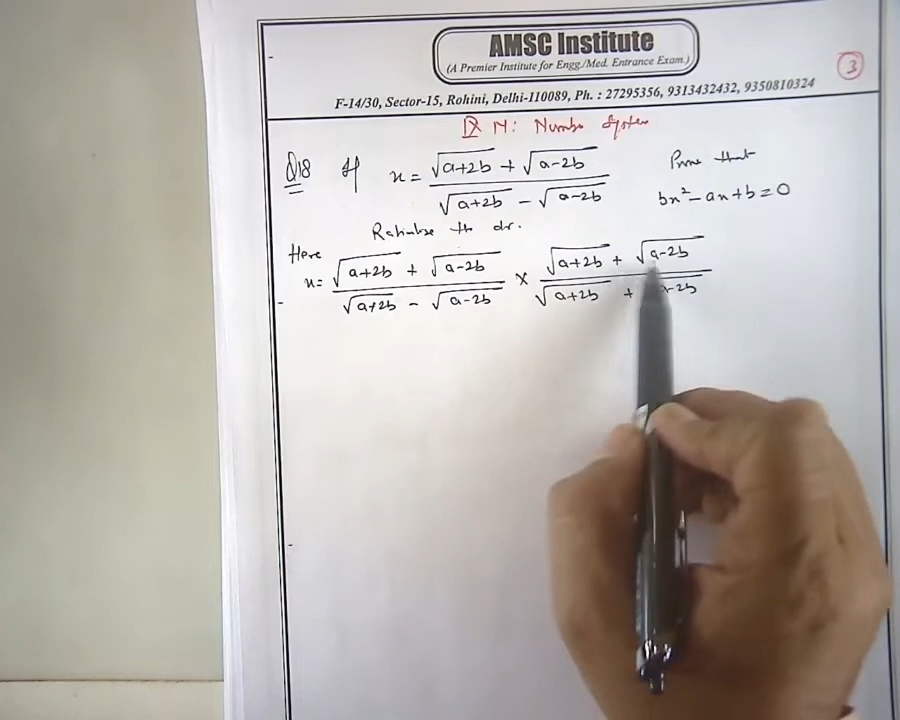 AMSC Institute
(A Premier Institute for Engg./Med. Entrance Exam.)
3
F-14/30, Sector-15, Rohini, Delhi-110089, Ph. : 27295356, 9313432432, 9350810324
IX M: Number System
Q18 If x = (√(a+2b) + √(a-2b)) / (√(a+2b) - √(a-2b)) Prove that
bx² - ax + b = 0
Rationalise the dr.
Here
x = (√(a+2b) + √(a-2b)) / (√(a+2b) - √(a-2b)) × (√(a+2b) + √(a-2b)) / (√(a+2b) + √(a-2b))